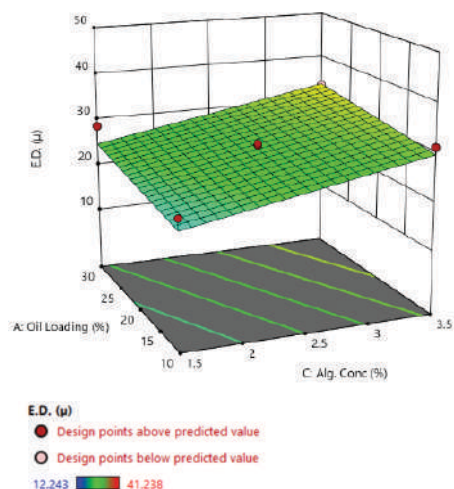 50
40
30
20
10
E.D. (µ)
30
25
20
15
10
A: Oil Loading (%)
1.5
2
2.5
3
3.5
C: Alg. Conc (%)
E.D. (µ)
Design points above predicted value
Design points below predicted value
12.243 41.238